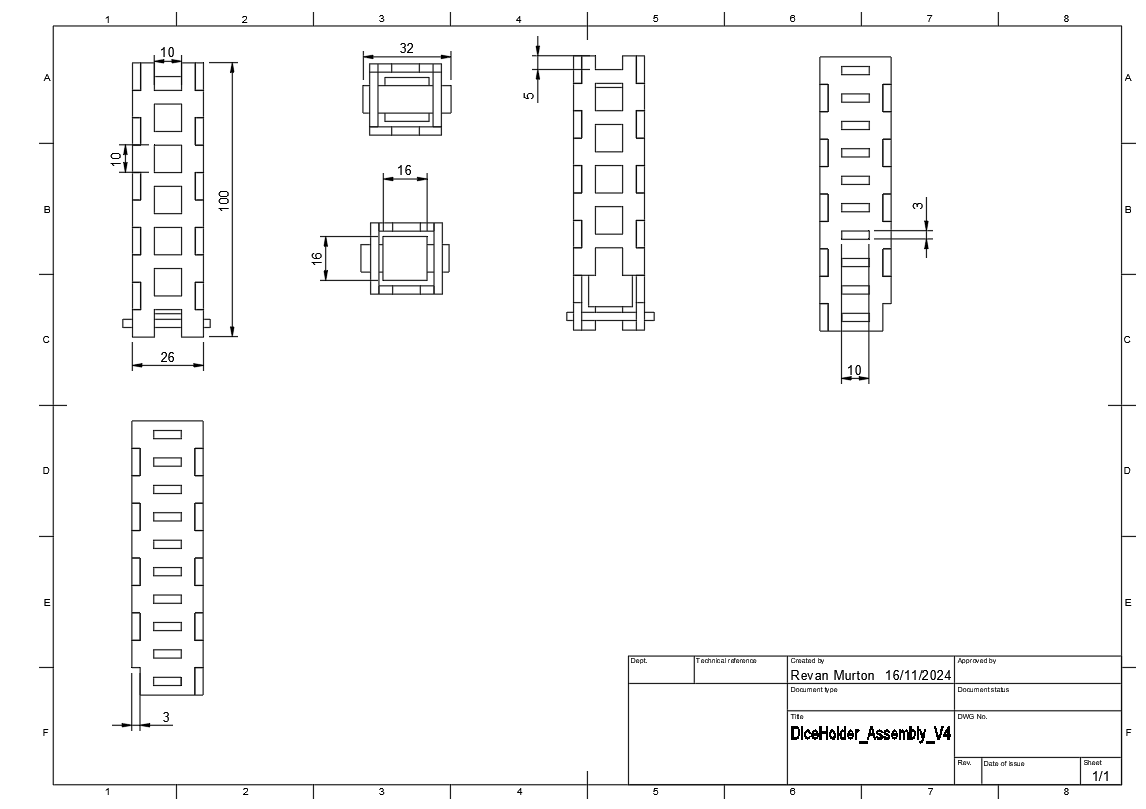 1 2 3 4 5 6 7 8
A A
10
32
5
10
16
100
3
B B
16
C C
26
10
D D
E E
3
Dept. Technical reference Created by Approved by
Revan Murton 16/11/2024
Document type Document status
Title DWG No.
DiceHolder_Assembly_V4
F F
Rev. Date of issue Sheet
1/1
1 2 3 4 5 6 7 8